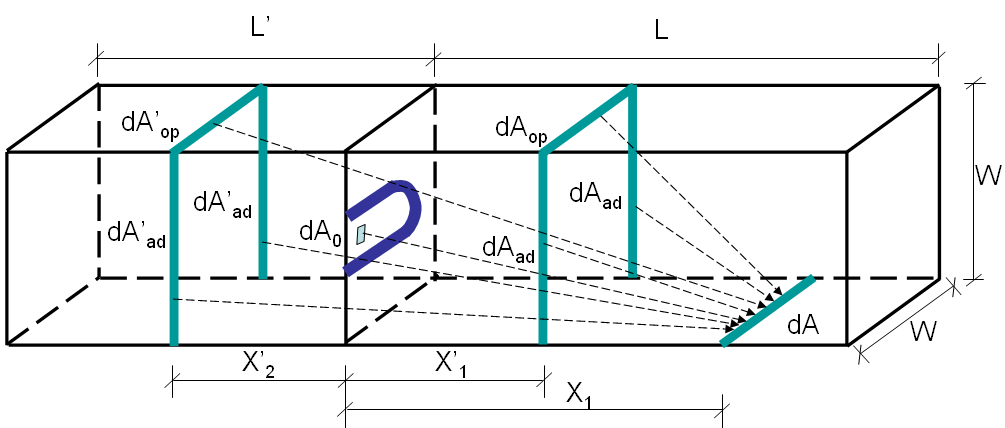 L’ L
dA’op dAop
W
dA’ad dA’ad dA0 dAad dAad
dA
W
X’2 X’1
X1